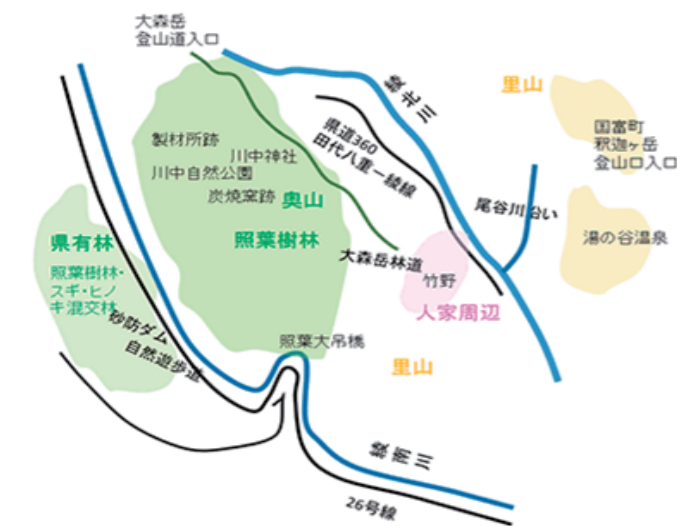 大森岳
登山道入口
綾北川
里山
国富町
釈迦ヶ岳
登山口入口
県道360
田代八重ー綾線
製材所跡
川中神社
川中自然公園
炭焼窯跡
奥山
照葉樹林
尾谷川沿い
湯の谷温泉
県有林
照葉樹林・
スギ・ヒノ
キ混交林
大森岳林道
竹野
人家周辺
砂防ダム
自然遊歩道
照葉大吊橋
里山
綾南川
26号線